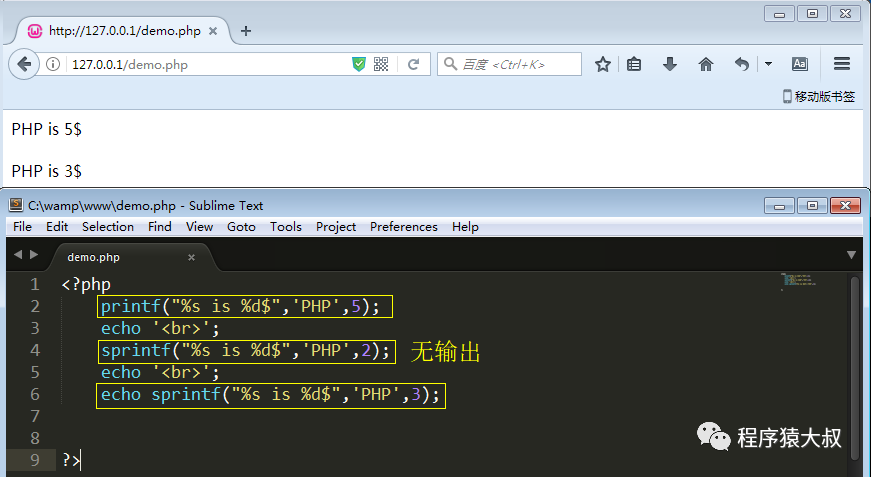 http://127.0.0.1/demo.php
127.0.0.1/demo.php
百度 <Ctrl+K>
移动版书签
PHP is 5$
PHP is 3$
C:\wamp\www\demo.php - Sublime Text
File Edit Selection Find View Goto Tools Project Preferences Help
demo.php
1 <?php
2 printf("%s is %d$",'PHP',5);
3 echo '<br>';
4 sprintf("%s is %d$",'PHP',2); 无输出
5 echo '<br>';
6 echo sprintf("%s is %d$",'PHP',3);
7
8
程序猿大叔
9 ?>